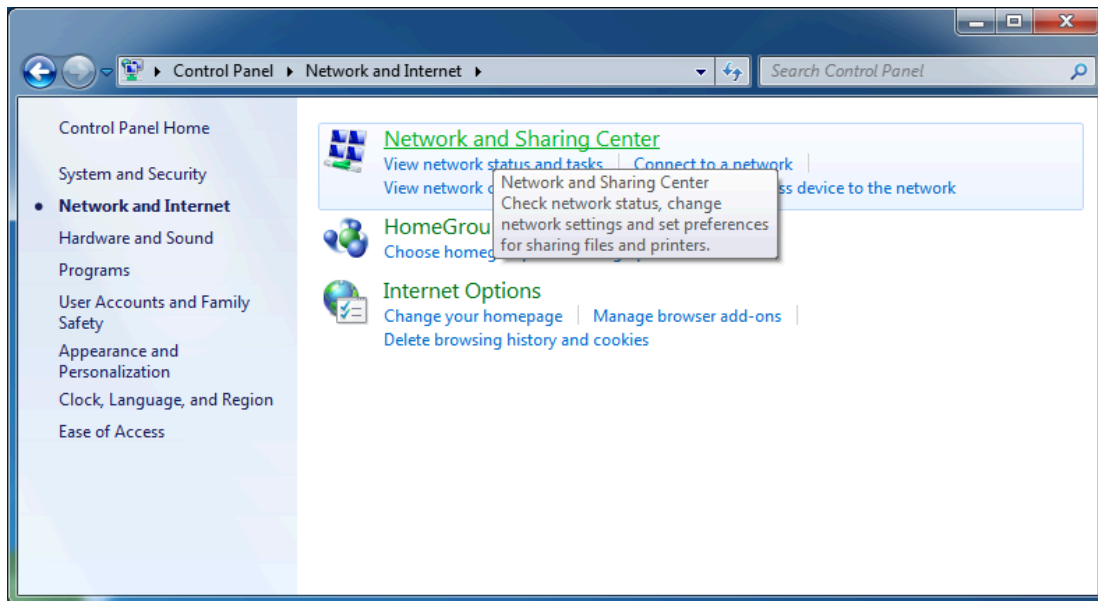 Control Panel Network and Internet Search Control Panel
Control Panel Home
System and Security
Network and Internet
Hardware and Sound
Programs
User Accounts and Family
Safety
Appearance and
Personalization
Clock, Language, and Region
Ease of Access
Network and Sharing Center
View network status and tasks Connect to a network
View network device to the network
Network and Sharing Center
Check network status, change
network settings and set preferences
for sharing files and printers.
Choose
Internet Options
Change your homepage Manage browser add-ons
Delete browsing history and cookies